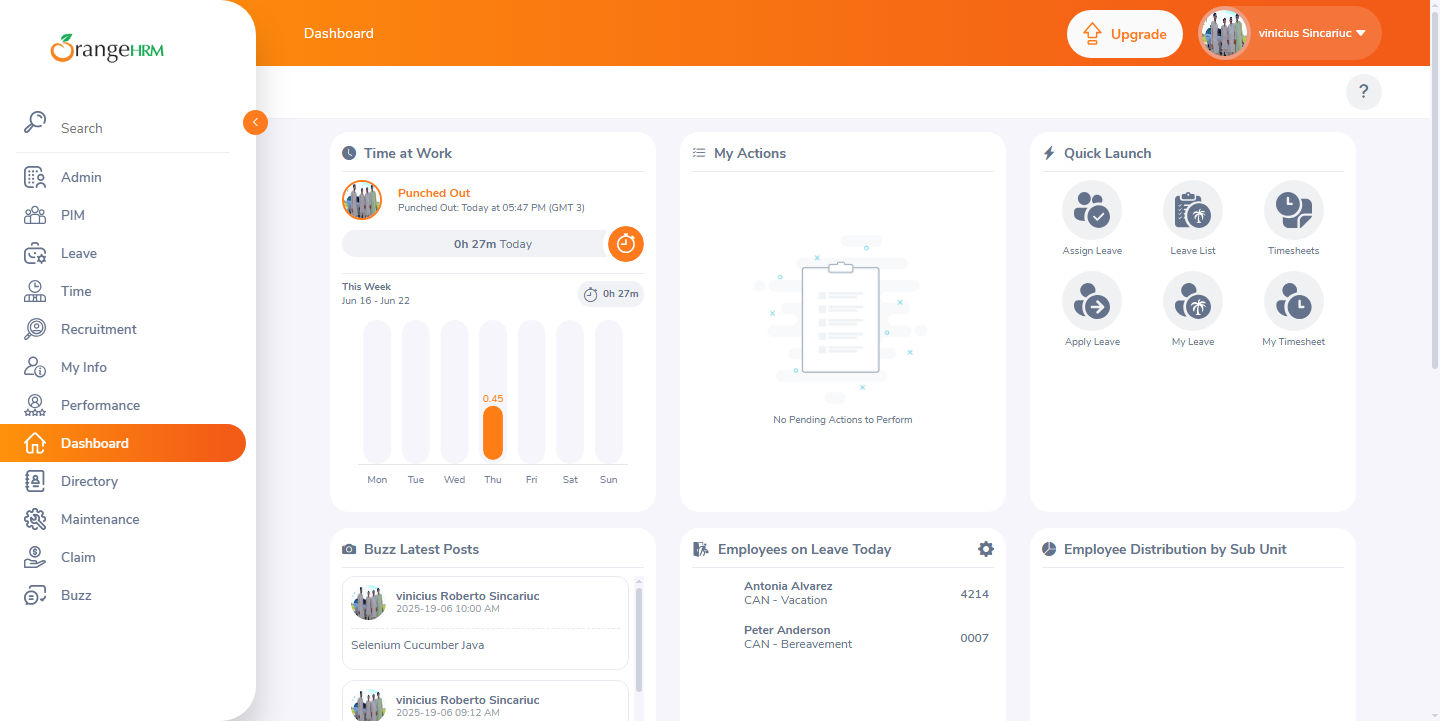 OrangeHRM
Search
Admin
PIM
Leave
Time
Recruitment
My Info
Performance
Dashboard
Directory
Maintenance
Claim
Buzz
Dashboard
Upgrade
vinicius Sincariuc
?
Time at Work
Punched Out
Punched Out: Today at 05:47 PM (GMT 3)
0h 27m Today
This Week
Jun 16 - Jun 22
0h 27m
0.45
Mon Tue Wed Thu Fri Sat Sun
My Actions
No Pending Actions to Perform
Quick Launch
Assign Leave
Leave List
Timesheets
Apply Leave
My Leave
My Timesheet
Buzz Latest Posts
vinicius Roberto Sincariuc
2025-19-06 10:00 AM
Selenium Cucumber Java
vinicius Roberto Sincariuc
2025-19-06 09:12 AM
Employees on Leave Today
Antonia Alvarez
CAN - Vacation
4214
Peter Anderson
CAN - Bereavement
0007
Employee Distribution by Sub Unit